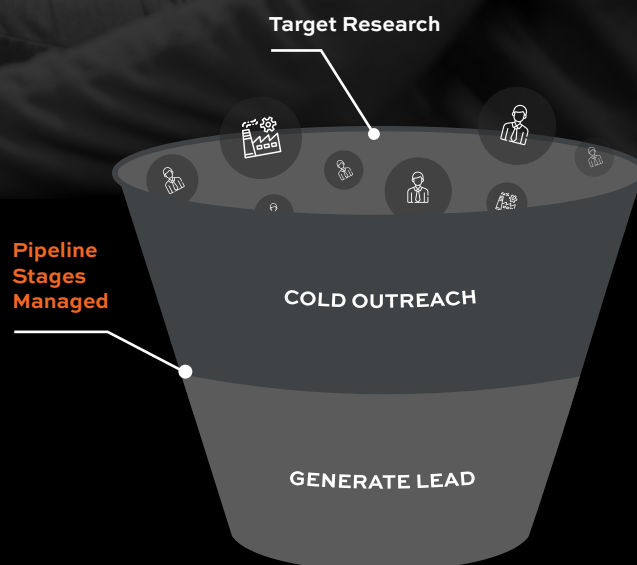 Target Research
Pipeline
Stages
Managed
COLD OUTREACH
GENERATE LEAD